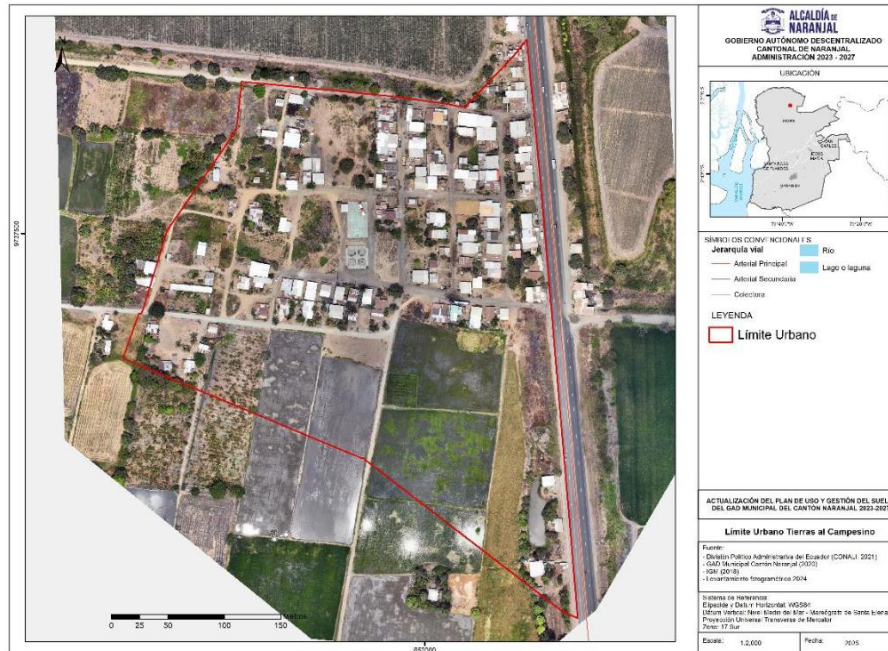 ALCALDÍA DE
NARANJAL
GOBIERNO AUTÓNOMO DESCENTRALIZADO
CANTONAL DE NARANJAL
ADMINISTRACIÓN 2023 - 2027
UBICACIÓN
SÍMBOLOS CONVENCIONALES
Jerarquía vial
Arterial Principal
Arterial Secundaria
Colectora
Río
Lago o laguna
LEYENDA
Límite Urbano
9727500
0 25 50 100 150
Metros
ACTUALIZACIÓN DEL PLAN DE USO Y GESTIÓN DEL SUEL
DEL GAD MUNICIPAL DEL CANTÓN NARANJAL 2023-2027
Límite Urbano Tierras al Campesino
Fuente:
- División Político Administrativa del Ecuador (CONALI, 2021)
- GAD Municipal Cantón Naranjal (2020)
- IGM (2018)
- Levantamiento fotogramétrico 2024
Sistema de Referencia:
Elipsoide y Datum Horizontal: WGS84
Datum Vertical: Nivel Medio del Mar - Mareógrafo de Santa Elena
Proyección Universal Transversa de Mercator
Zona: 17 Sur
Escala: 1:2,000 Fecha: 2025